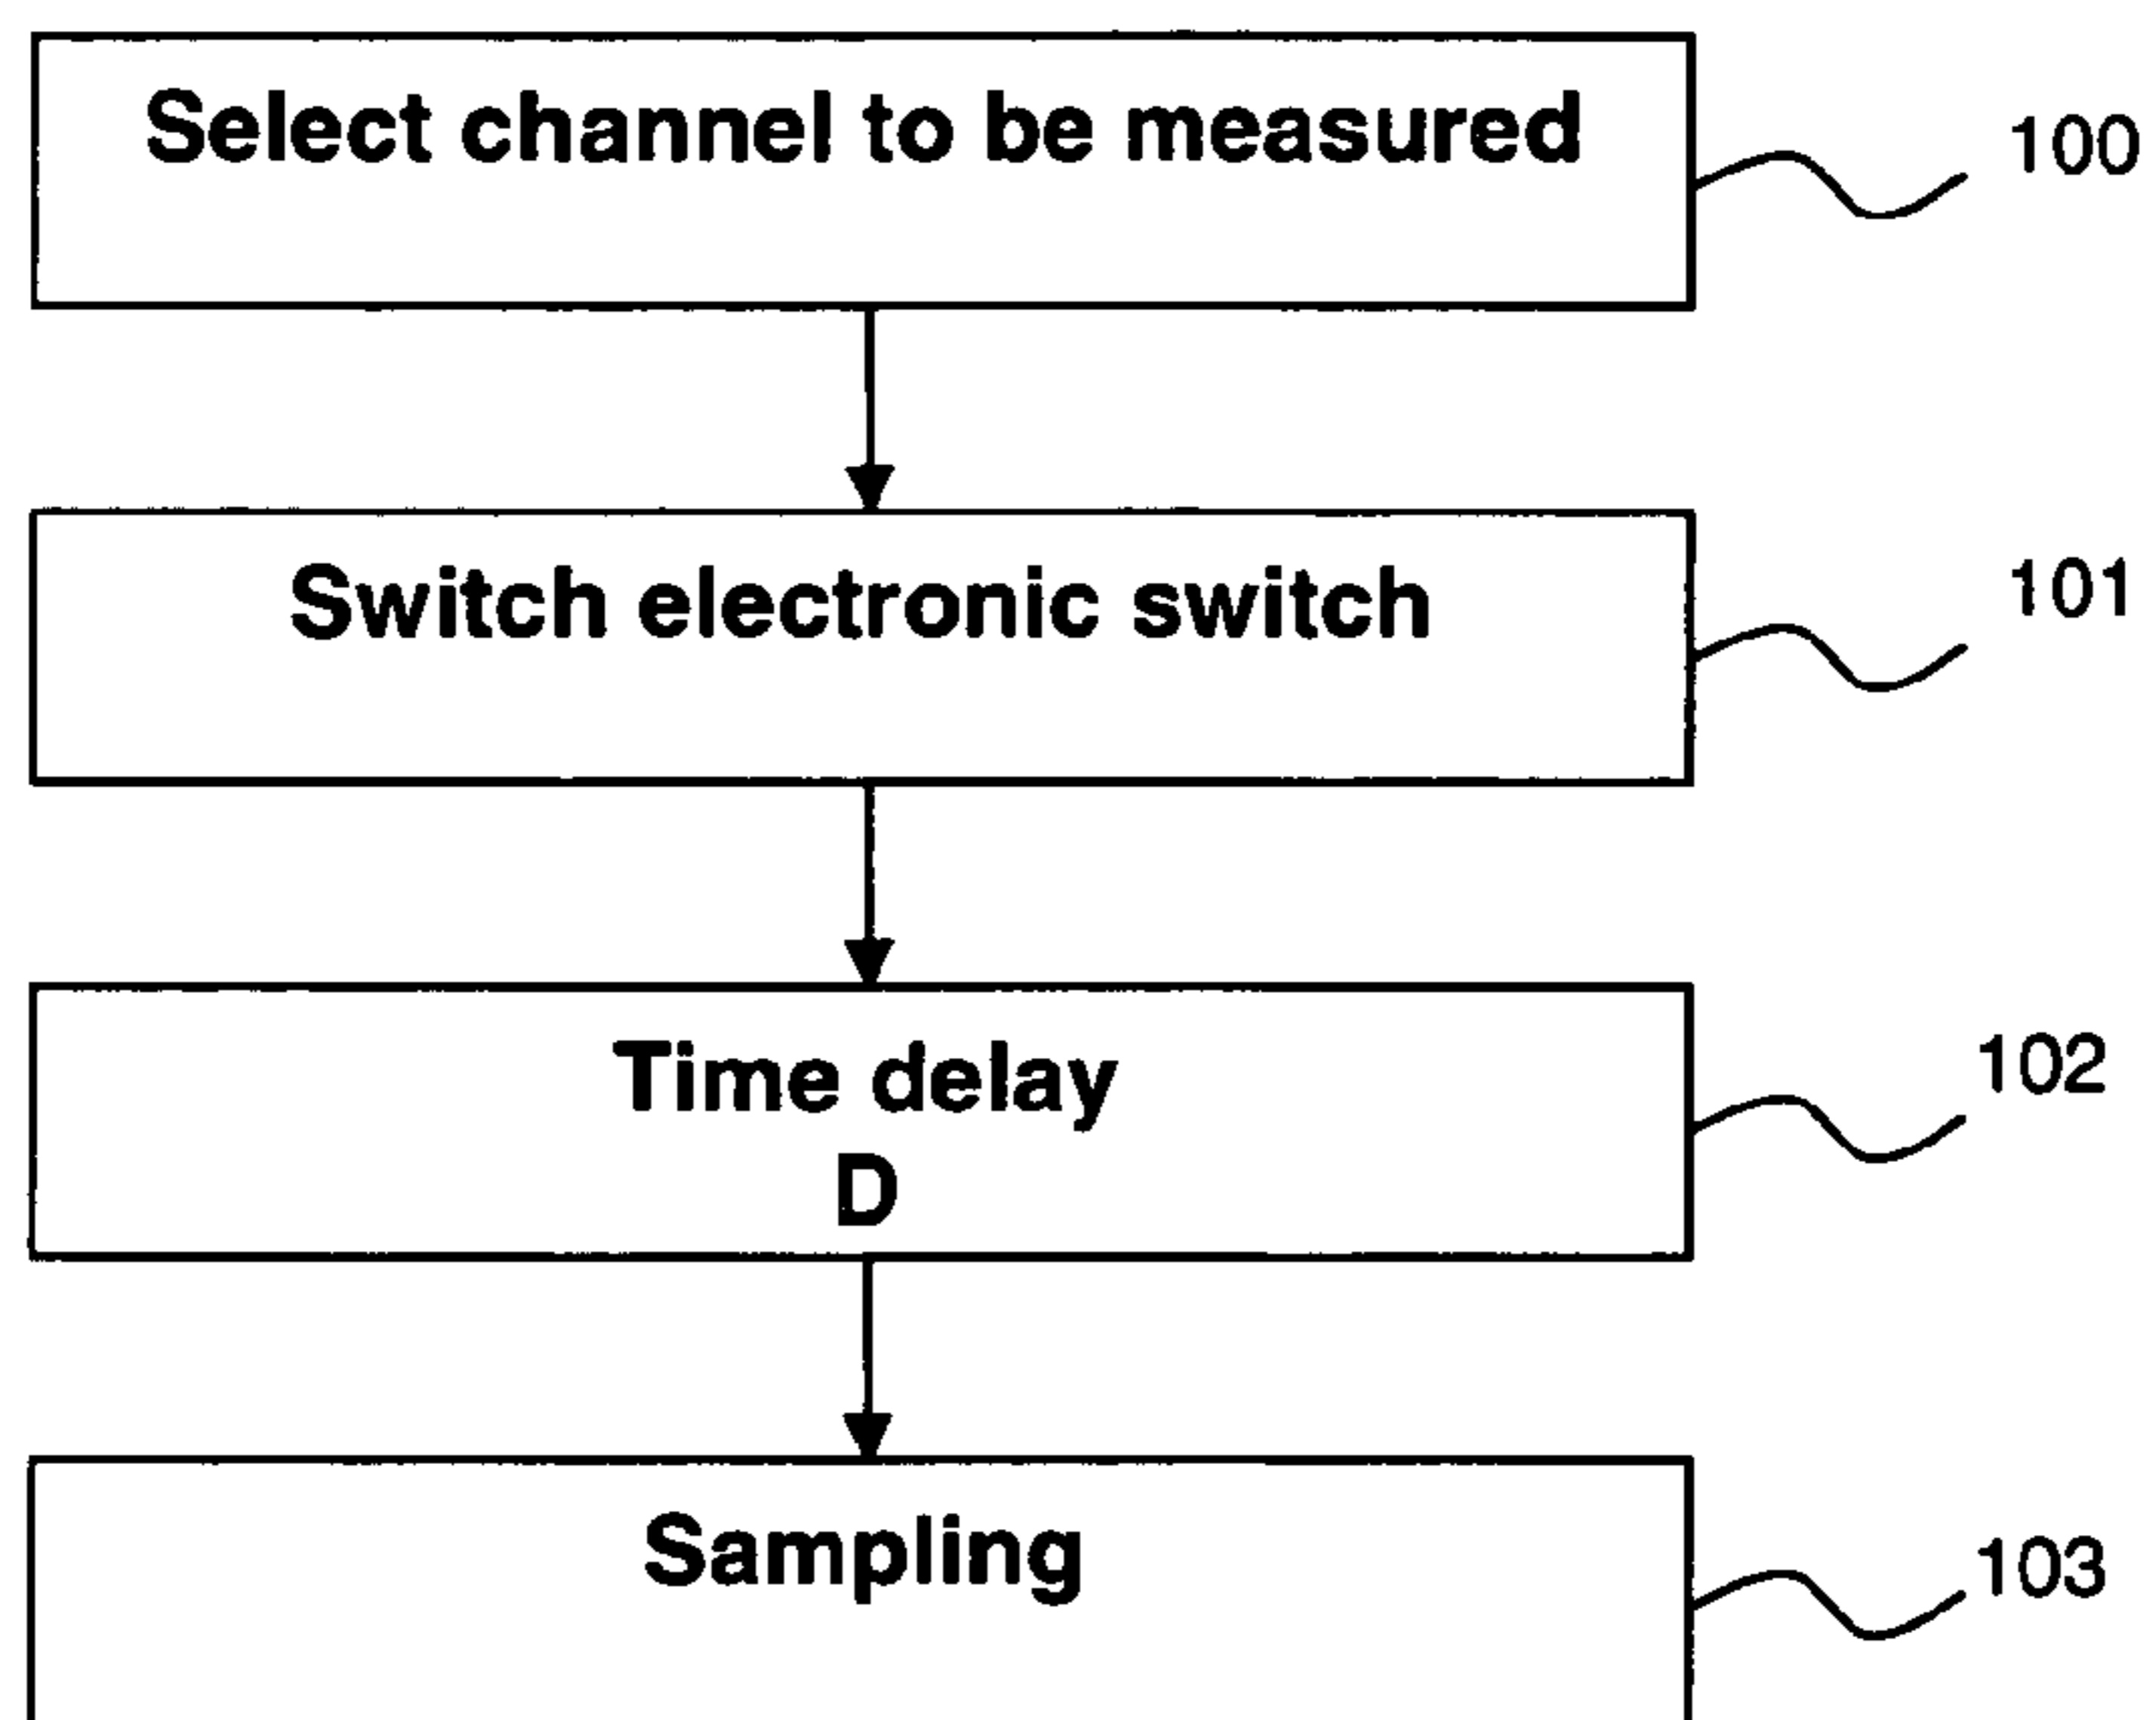 Select channel to be measured
100
Switch electronic switch
101
Time delay
D
102
Sampling
103